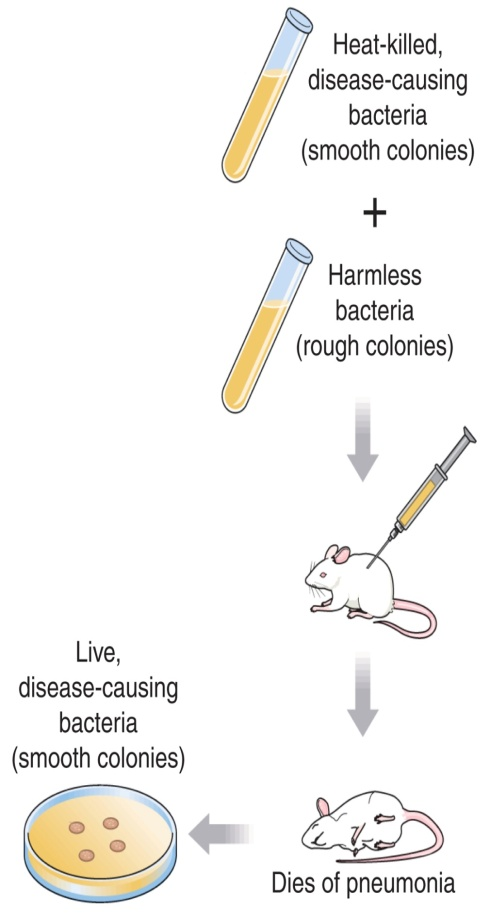 Heat-killed,
disease-causing
bacteria
(smooth colonies)
+
Harmless
bacteria
(rough colonies)
Live,
disease-causing
bacteria
(smooth colonies)
Dies of pneumonia